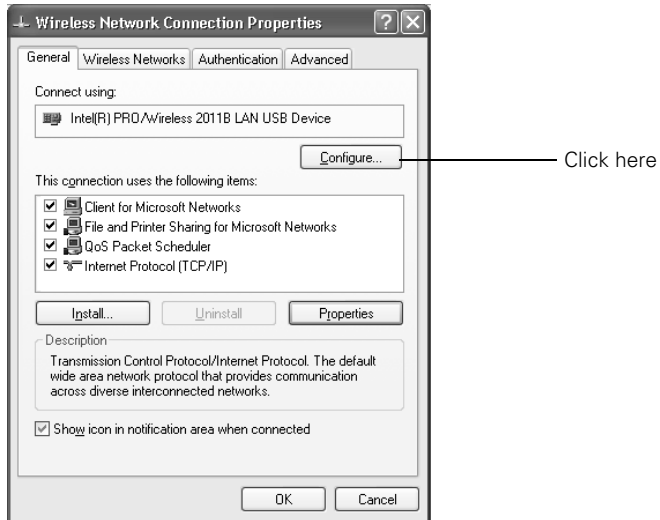 Wireless Network Connection Properties
General Wireless Networks Authentication Advanced
Connect using:
Intel(R) PRO/Wireless 2011B LAN USB Device
Configure...
Click here
This connection uses the following items:
Client for Microsoft Networks
File and Printer Sharing for Microsoft Networks
QoS Packet Scheduler
Internet Protocol (TCP/IP)
Install... Uninstall Properties
Description
Transmission Control Protocol/Internet Protocol. The default
wide area network protocol that provides communication
across diverse interconnected networks.
Show icon in notification area when connected
OK Cancel